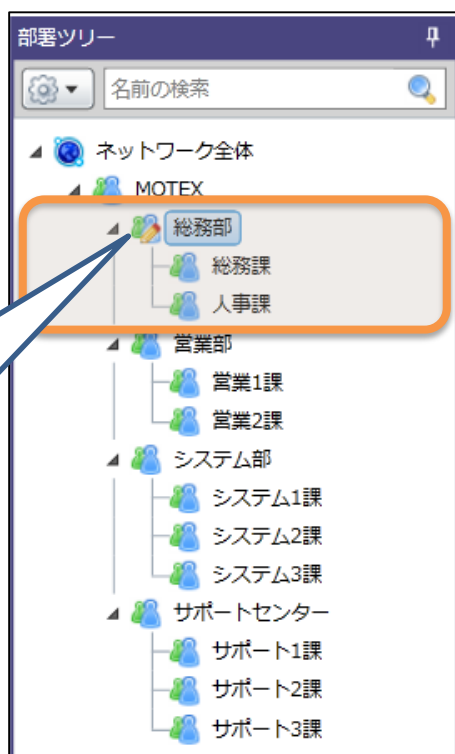 部署ツリー
名前の検索
ネットワーク全体
MOTEX
総務部
総務課
人事課
営業部
営業1課
営業2課
システム部
システム1課
システム2課
システム3課
サポートセンター
サポート1課
サポート2課
サポート3課